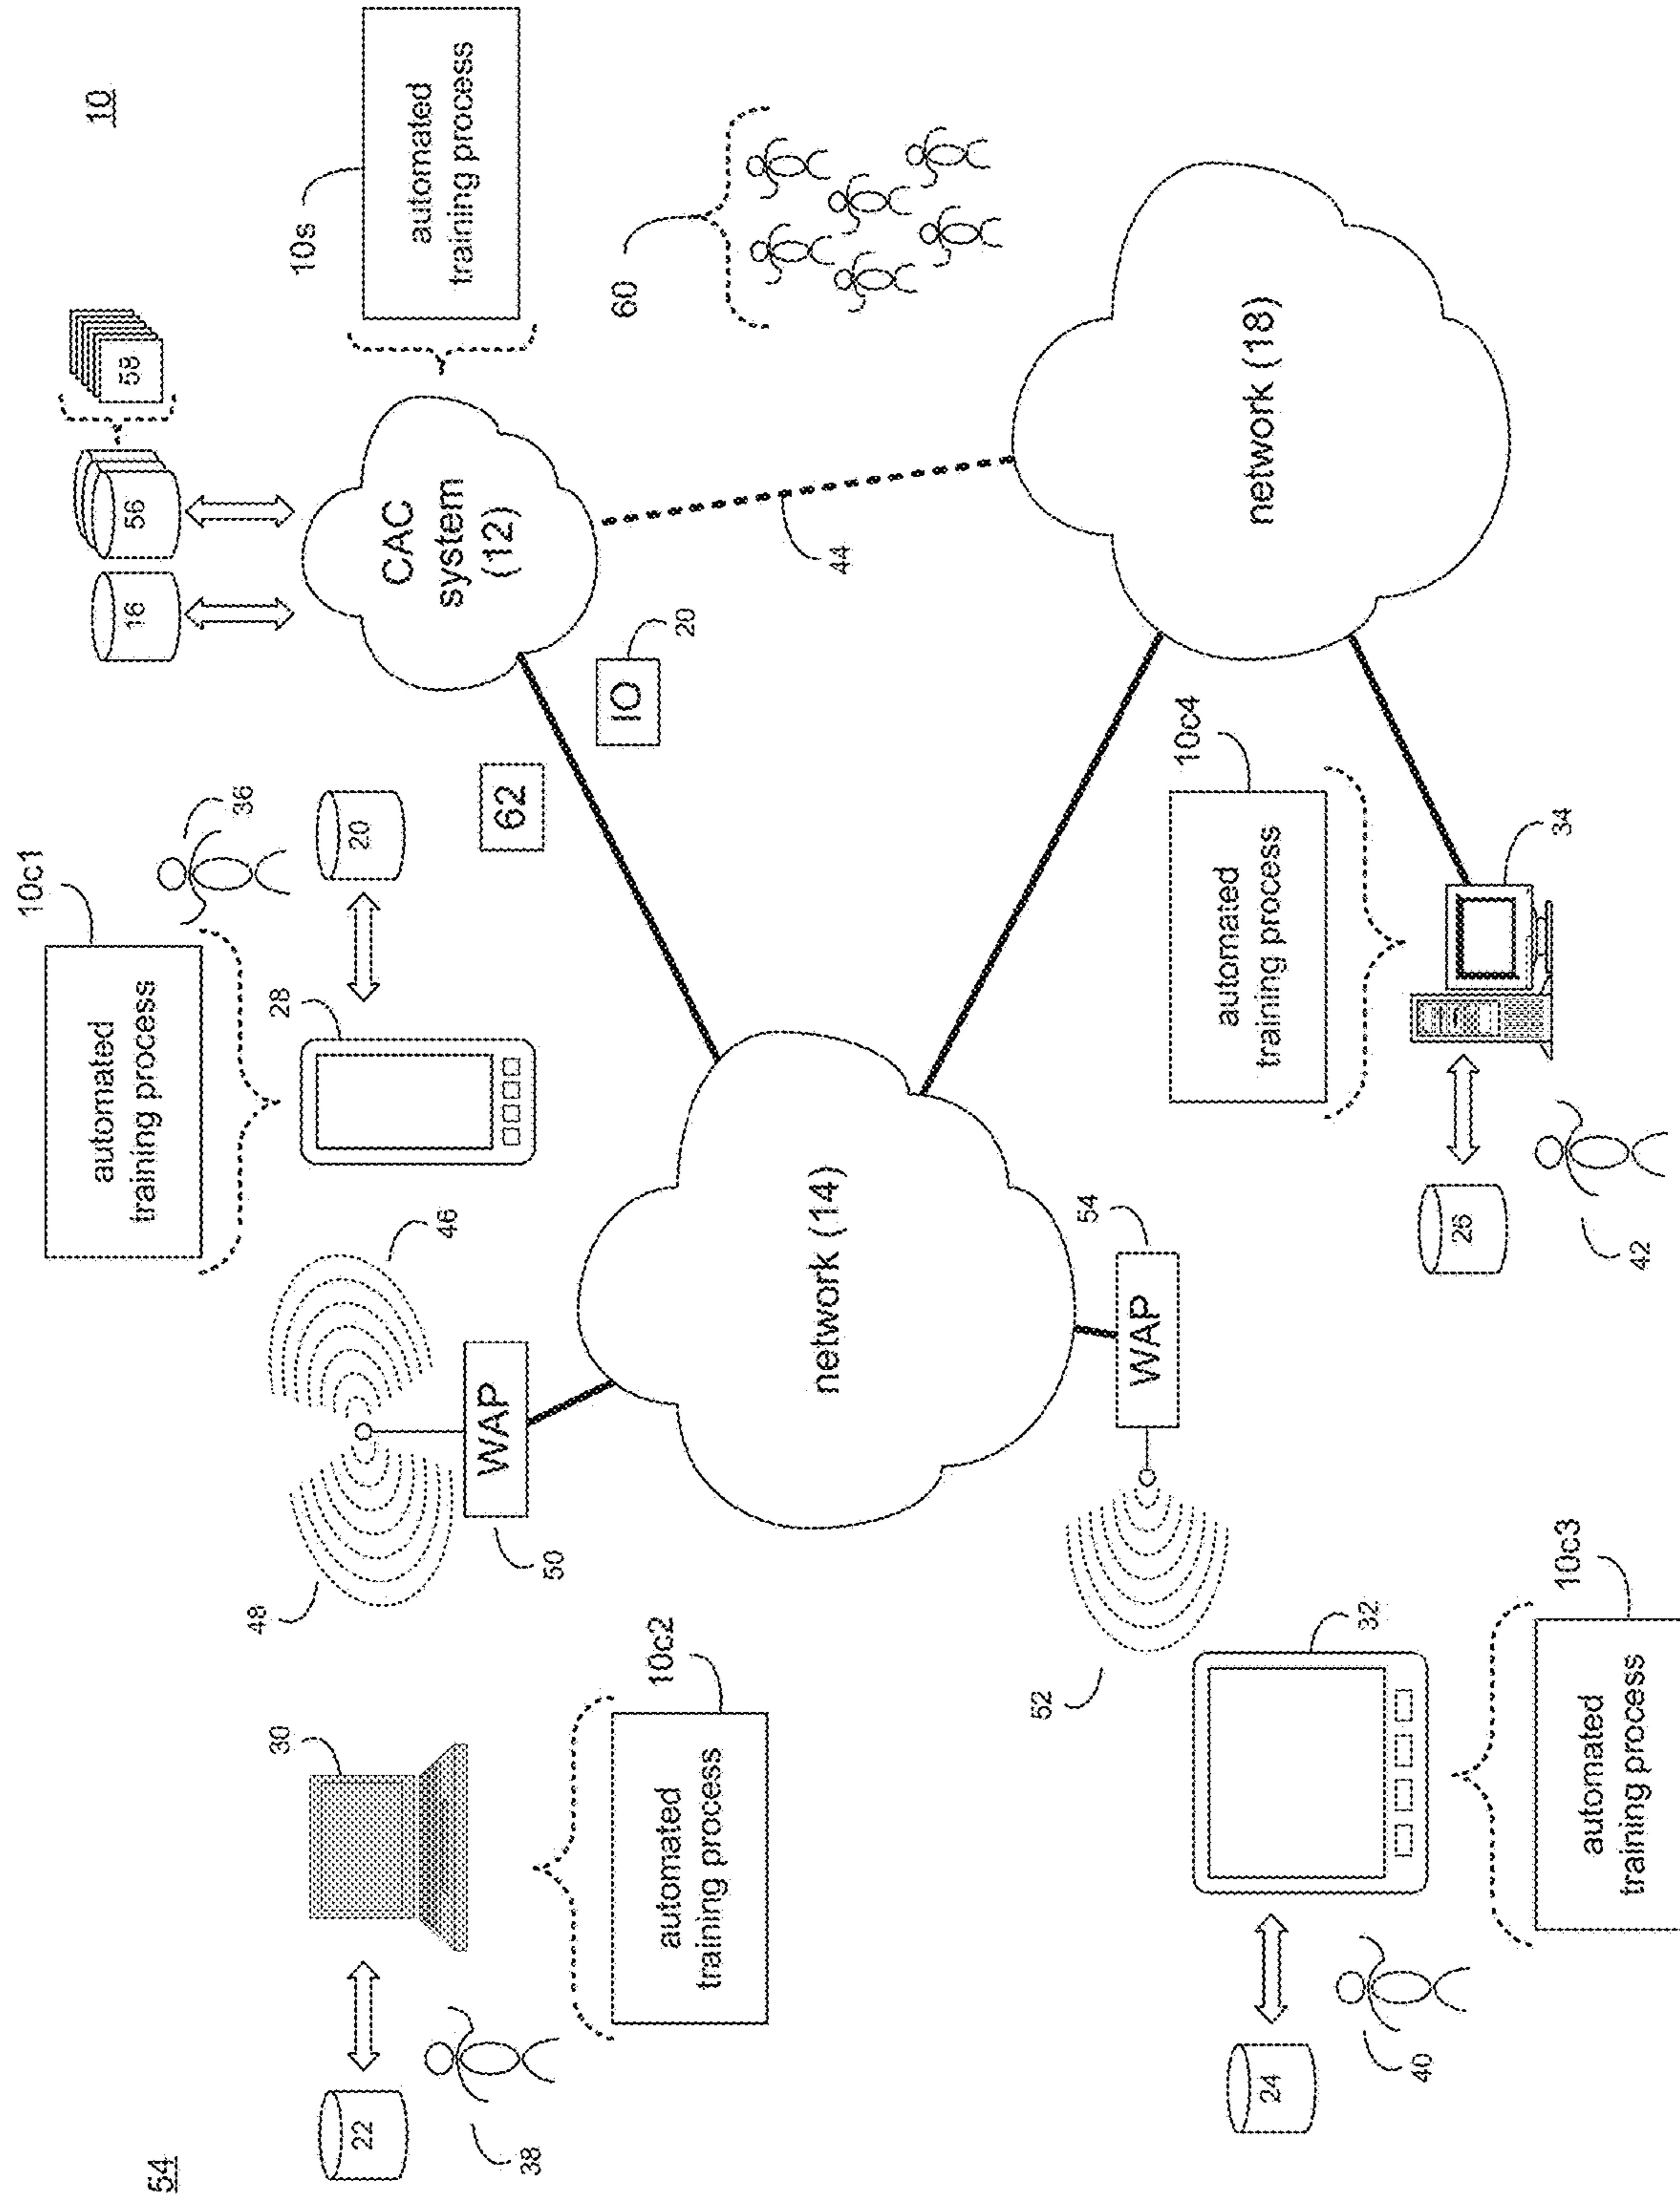 54
10c1
automated
training process
10
58
56
16
22
30
48
46
28
36
20
CAC
system
(12)
10s
automated
training process
38
WAP
50
62
IO
20
10c2
automated
training process
network (14)
44
60
52
WAP
54
10c4
automated
training process
network (18)
24
40
32
10c3
automated
training process
26
42
34